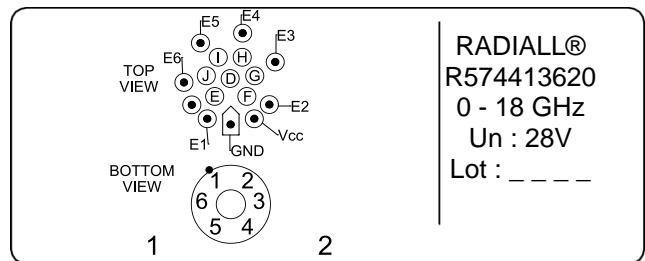 E5 E4
E3
E6
TOP
VIEW
I H
J D G
E F
E2
E1
Vcc
GND
BOTTOM
VIEW
1 2
6 3
5 4
1 2
RADIALL®
R574413620
0 - 18 GHz
Un : 28V
Lot : _ _ _ _